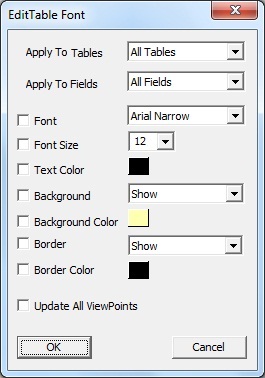 EditTable Font
Apply To Tables All Tables
Apply To Fields All Fields
Font Arial Narrow
Font Size 12
Text Color
Background Show
Background Color
Border Show
Border Color
Update All ViewPoints
OK Cancel